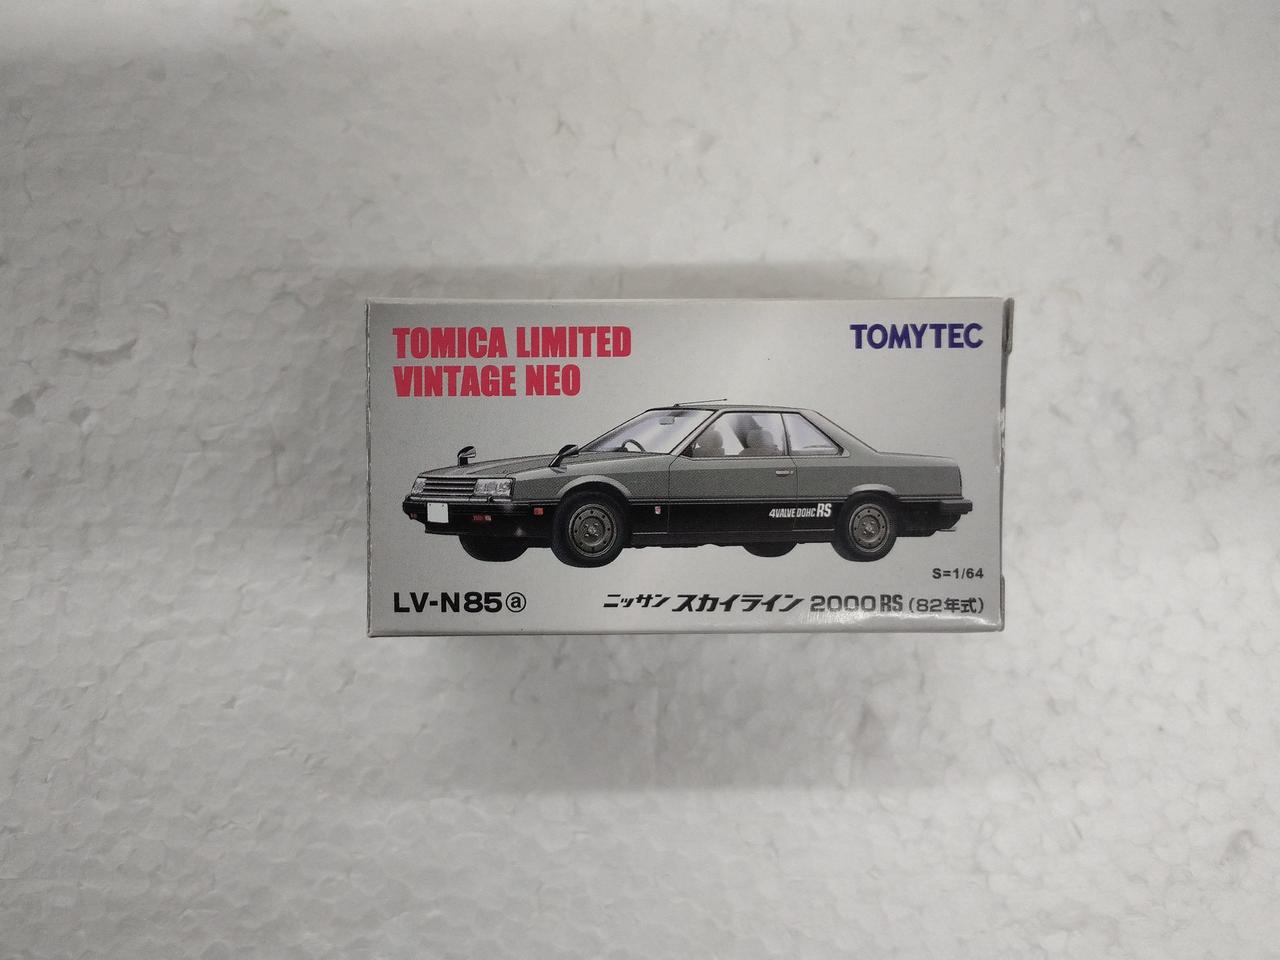 TOMICA LIMITED
VINTAGE NEO
TOMYTEC
4VALVE DOHC RS
S=1/64
LV-N85ⓐ
ニッサン スカイライン 2000RS (82年式)